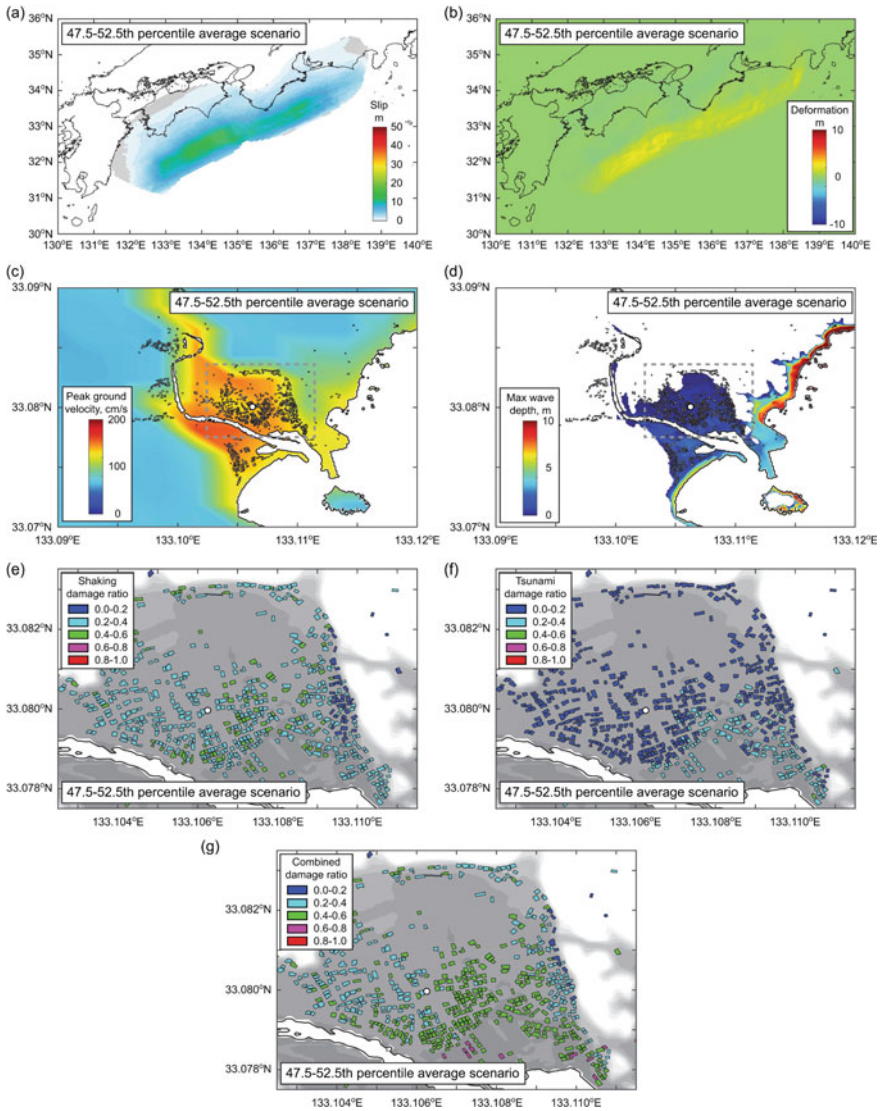 (a)
47.5-52.5th percentile average scenario
36°N
35°N
34°N
33°N
32°N
31°N
30°N
Slip
m
50
40
30
20
10
0
130°E 131°E 132°E 133°E 134°E 135°E 136°E 137°E 138°E 139°E 140°E
(b)
47.5-52.5th percentile average scenario
36°N
35°N
34°N
33°N
32°N
31°N
30°N
Deformation
m
10
0
-10
130°E 131°E 132°E 133°E 134°E 135°E 136°E 137°E 138°E 139°E 140°E
(c)
47.5-52.5th percentile average scenario
33.09°N
33.08°N
33.07°N
Peak ground
velocity, cm/s
200
100
0
133.09°E 133.10°E 133.11°E 133.12°E
(d)
47.5-52.5th percentile average scenario
33.09°N
33.08°N
33.07°N
Max wave
depth, m
10
5
0
133.09°E 133.10°E 133.11°E 133.12°E
(e)
Shaking
damage ratio
0.0-0.2
0.2-0.4
0.4-0.6
0.6-0.8
0.8-1.0
33.082°N
33.080°N
33.078°N
47.5-52.5th percentile average scenario
133.104°E 133.106°E 133.108°E 133.110°E
(f)
Tsunami
damage ratio
0.0-0.2
0.2-0.4
0.4-0.6
0.6-0.8
0.8-1.0
33.082°N
33.080°N
33.078°N
47.5-52.5th percentile average scenario
133.104°E 133.106°E 133.108°E 133.110°E
(g)
Combined
damage ratio
0.0-0.2
0.2-0.4
0.4-0.6
0.6-0.8
0.8-1.0
33.082°N
33.080°N
33.078°N
47.5-52.5th percentile average scenario
133.104°E 133.106°E 133.108°E 133.110°E